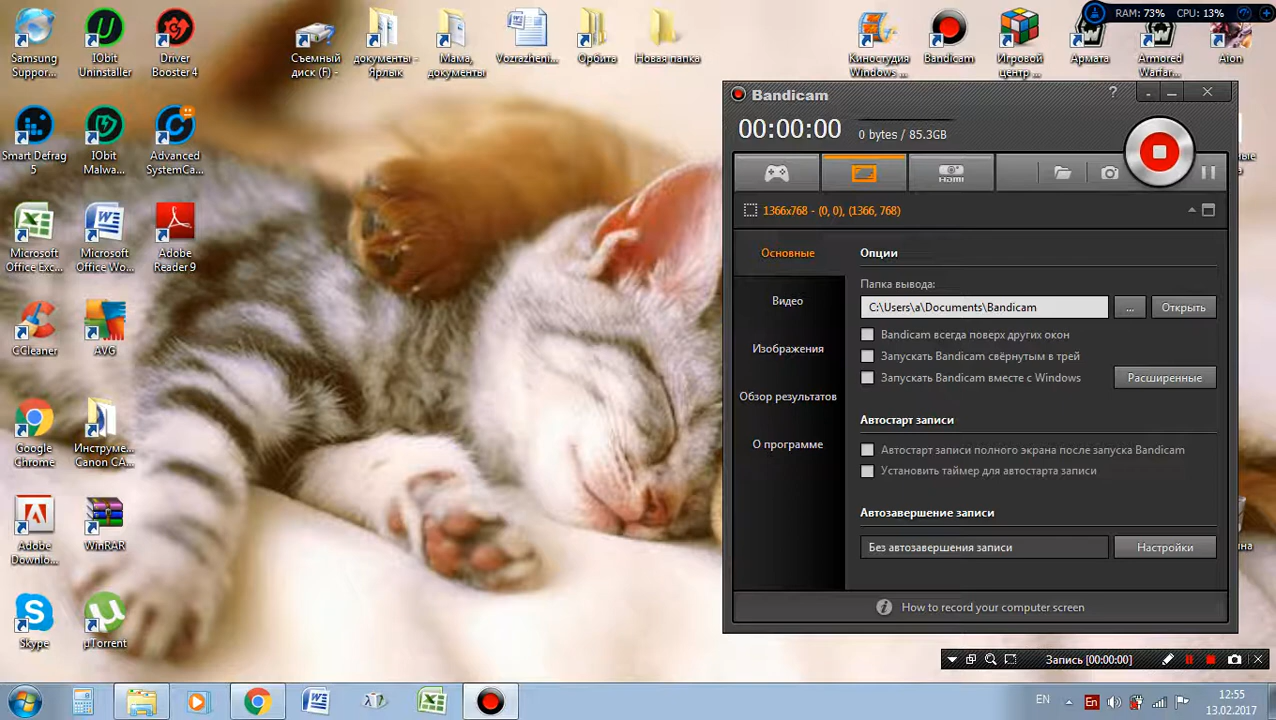 RAM: 73% CPU: 13%
Samsung
Suppor...
IObit
Uninstaller
Driver
Booster 4
Съемный
диск (F) -
документы -
Ярлык
Мама,
документы
Vozrazheni...
Орбита
Новая папка
Киностудия
Windows ...
Bandicam
Игровой
центр ...
Армата
Armored
Warfar...
Aion
Smart Defrag
5
IObit
Malwa...
Advanced
SystemCa...
Microsoft
Office Exc...
Microsoft
Office Wo...
Adobe
Reader 9
CCleaner
AVG
Google
Chrome
Инструме...
Canon CA...
Adobe
Downlo...
WinRAR
Skype
µTorrent
Bandicam
?
00:00:00
0 bytes / 85.3GB
HDMI
1366x768 - (0, 0), (1366, 768)
Основные
Видео
Изображения
Обзор результатов
О программе
Опции
Папка вывода:
C:\Users\a\Documents\Bandicam
... Открыть
Bandicam всегда поверх других окон
Запускать Bandicam свёрнутым в трей
Запускать Bandicam вместе с Windows
Расширенные
Автостарт записи
Автостарт записи полного экрана после запуска Bandicam
Установить таймер для автостарта записи
Автозавершение записи
Без автозавершения записи
Настройки
How to record your computer screen
Запись [00:00:00]
EN
En
12:55
13.02.2017